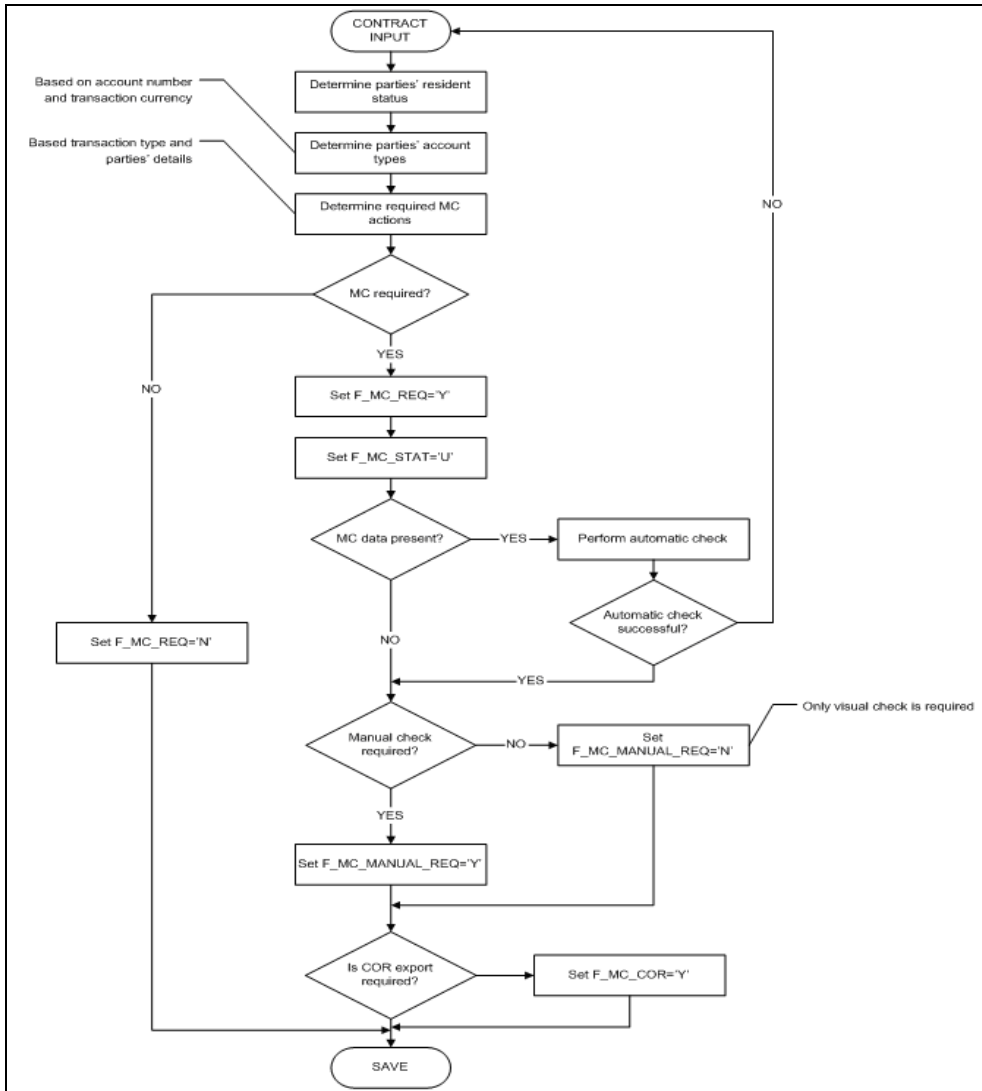 CONTRACT
INPUT
Based on account number
and transaction currency
Determine parties’ resident
status
Based transaction type and
parties’ details
Determine parties’ account
types
Determine required MC
actions
NO
MC required?
YES
NO
Set F_MC_REQ=’Y’
Set F_MC_STAT=’U’
MC data present?
YES
Perform automatic check
Automatic check
successful?
NO
Set F_MC_REQ=’N’
YES
Only visual check is required
Manual check
required?
NO
Set
F_MC_MANUAL_REQ=’N’
YES
Set F_MC_MANUAL_REQ=’Y’
Is COR export
required?
Set F_MC_COR=’Y’
SAVE